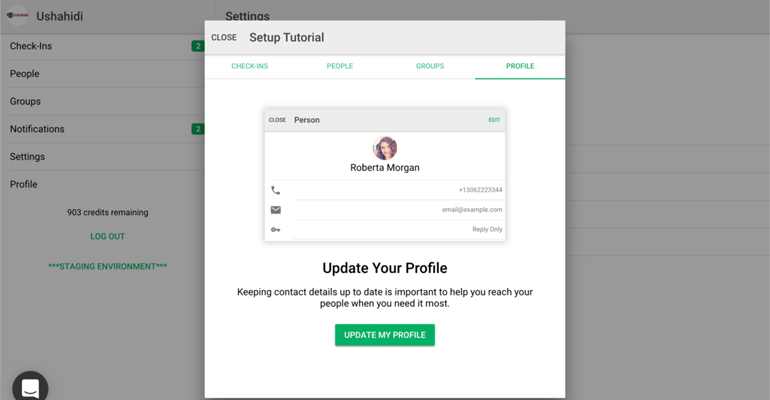 Ushahidi
Settings
Check-Ins
2
People
Groups
Notifications
2
Settings
Profile
903 credits remaining
LOG OUT
***STAGING ENVIRONMENT***
CLOSE
Setup Tutorial
CHECK-INS
PEOPLE
GROUPS
PROFILE
CLOSE
Person
EDIT
Roberta Morgan
+13062223344
email@example.com
Reply Only
Update Your Profile
Keeping contact details up to date is important to help you reach your
people when you need it most.
UPDATE MY PROFILE